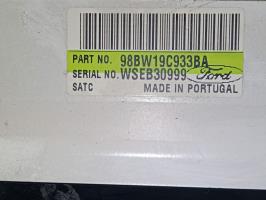 PART NO. 98BW19C933BA
SERIAL NO. WSEB30999 Ford
SATC MADE IN PORTUGAL